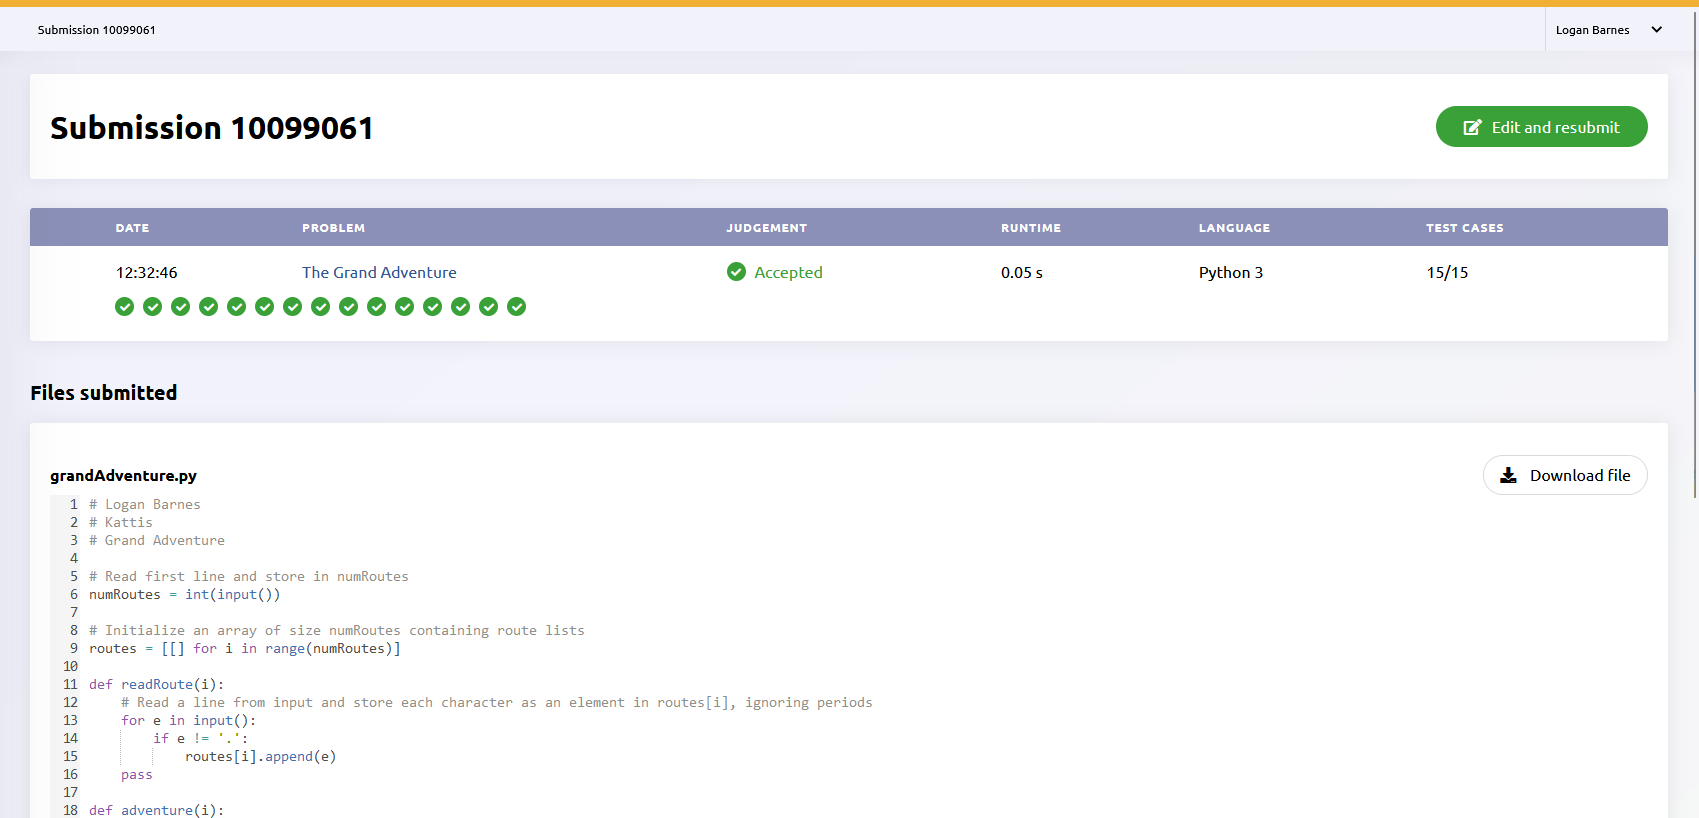 Submission 10099061
Logan Barnes
Submission 10099061
Edit and resubmit
DATE PROBLEM JUDGEMENT RUNTIME LANGUAGE TEST CASES
12:32:46 The Grand Adventure Accepted 0.05 s Python 3 15/15
Files submitted
grandAdventure.py
Download file
1 # Logan Barnes
2 # Kattis
3 # Grand Adventure
4
5 # Read first line and store in numRoutes
6 numRoutes = int(input())
7
8 # Initialize an array of size numRoutes containing route lists
9 routes = [[] for i in range(numRoutes)]
10
11 def readRoute(i):
12 # Read a line from input and store each character as an element in routes[i], ignoring periods
13 for e in input():
14 if e != '.':
15 routes[i].append(e)
16 pass
17
18 def adventure(i):